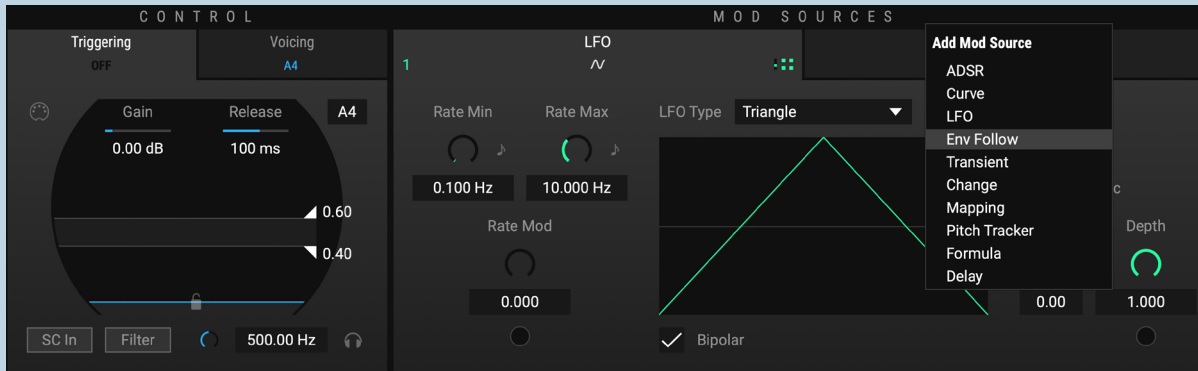 CONTROL
MOD SOURCES
Triggering
OFF
Voicing
A4
LFO
1
Gain
0.00 dB
Release
100 ms
A4
0.60
0.40
SC In
Filter
500.00 Hz
Rate Min
0.100 Hz
Rate Max
10.000 Hz
Rate Mod
0.000
LFO Type
Triangle
Bipolar
Add Mod Source
ADSR
Curve
LFO
Env Follow
Transient
Change
Mapping
Pitch Tracker
Formula
Delay
0.00
Depth
1.000